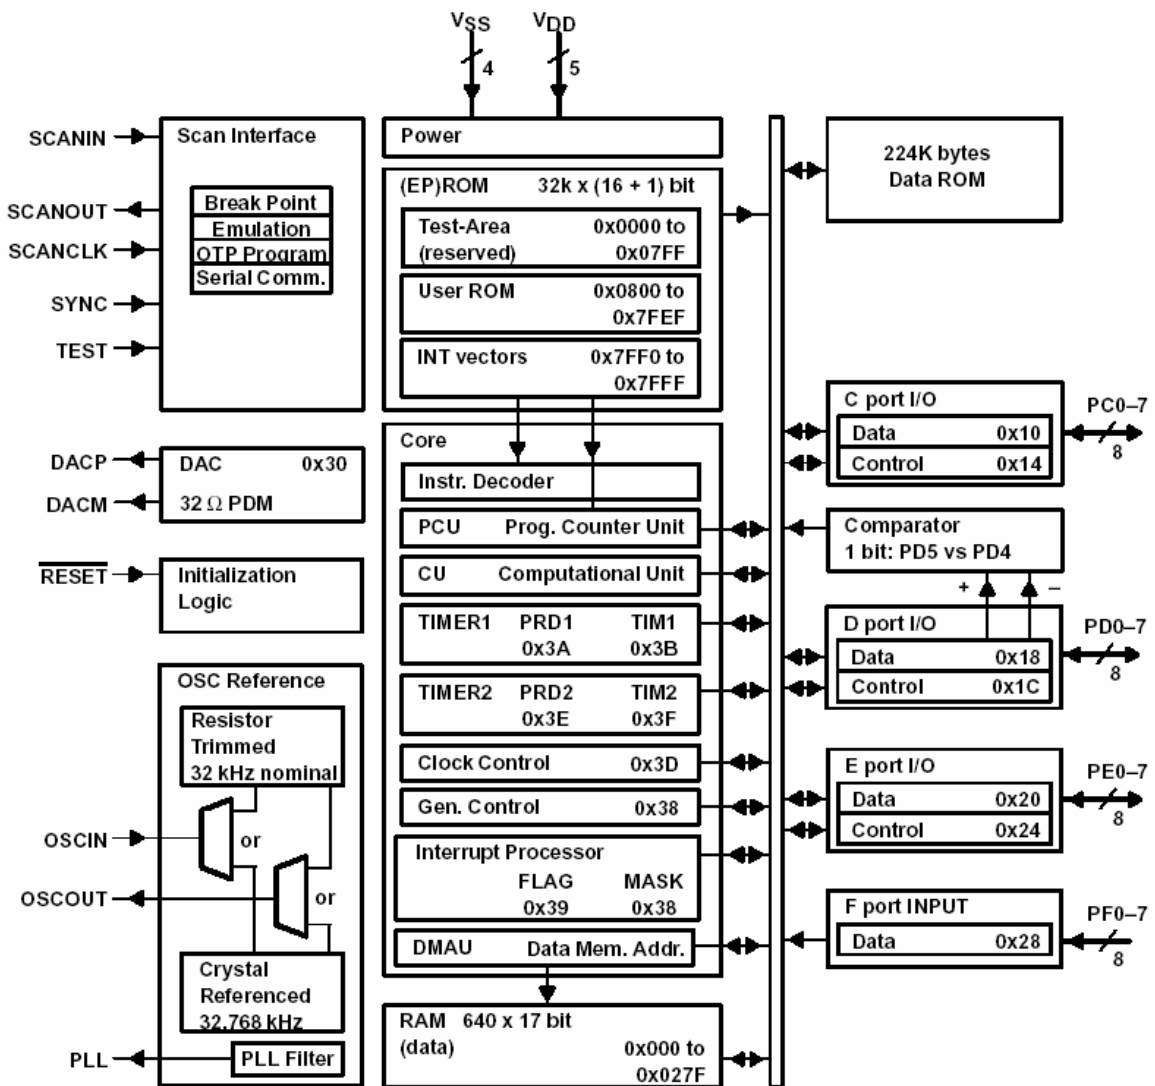 VSS VDD
4 5
SCANIN
SCANOUT
SCANCLK
SYNC
TEST
Scan Interface
Break Point
Emulation
OTP Program
Serial Comm.
DACP
DACM
DAC 0x30
32 Ω PDM
RESET
Initialization
Logic
OSC Reference
Resistor
Trimmed
32 kHz nominal
OSCIN
or
OSCOUT
or
Crystal
Referenced
32.768 kHz
PLL
PLL Filter
Power
(EP)ROM 32k x (16 + 1) bit
Test-Area 0x0000 to
(reserved) 0x07FF
User ROM 0x0800 to
0x7FEF
INT vectors 0x7FF0 to
0x7FFF
Core
Instr. Decoder
PCU Prog. Counter Unit
CU Computational Unit
TIMER1 PRD1 TIM1
0x3A 0x3B
TIMER2 PRD2 TIM2
0x3E 0x3F
Clock Control 0x3D
Gen. Control 0x38
Interrupt Processor
FLAG MASK
0x39 0x38
DMAU Data Mem. Addr.
RAM 640 x 17 bit
(data) 0x000 to
0x027F
224K bytes
Data ROM
C port I/O
Data 0x10
Control 0x14
PC0–7
8
Comparator
1 bit: PD5 vs PD4
+ –
D port I/O
Data 0x18
Control 0x1C
PD0–7
8
E port I/O
Data 0x20
Control 0x24
PE0–7
8
F port INPUT
Data 0x28
PF0–7
8